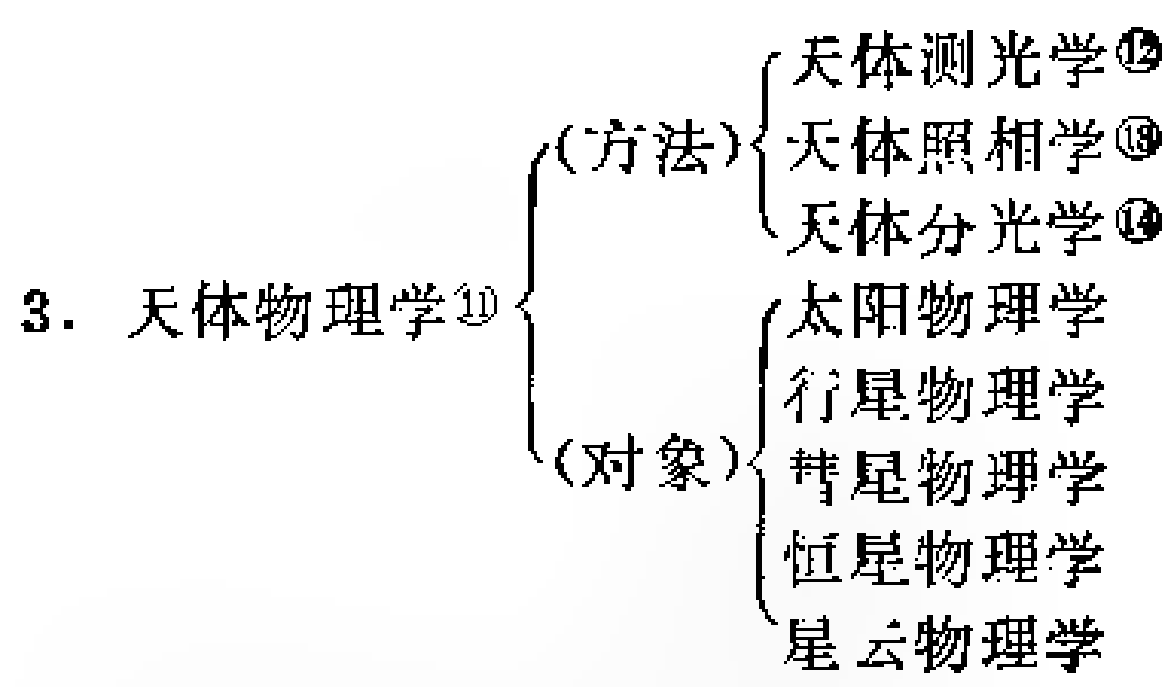 天体测光学⑫
(方法)
天体照相学⑬
天体分光学⑭
3. 天体物理学⑪
太阳物理学
行星物理学
(对象)
彗星物理学
恒星物理学
星云物理学